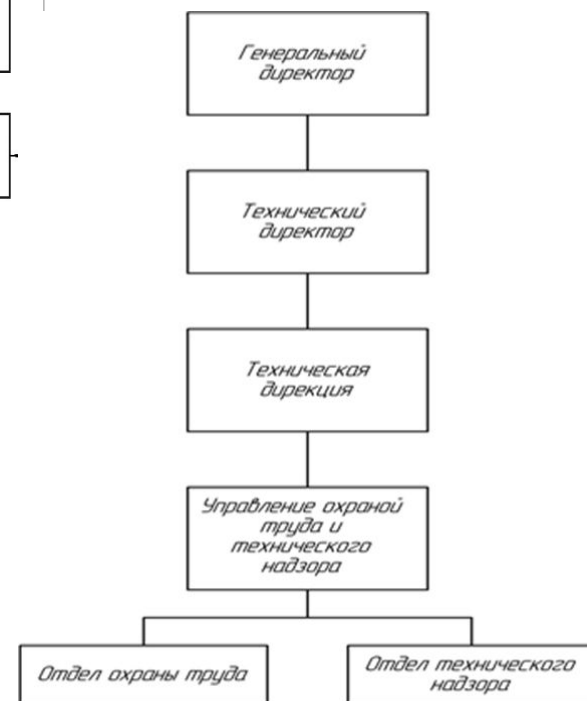 Генеральный
директор
Технический
директор
Техническая
дирекция
Управление охраной
труда и
технического
надзора
Отдел охраны труда
Отдел технического
надзора